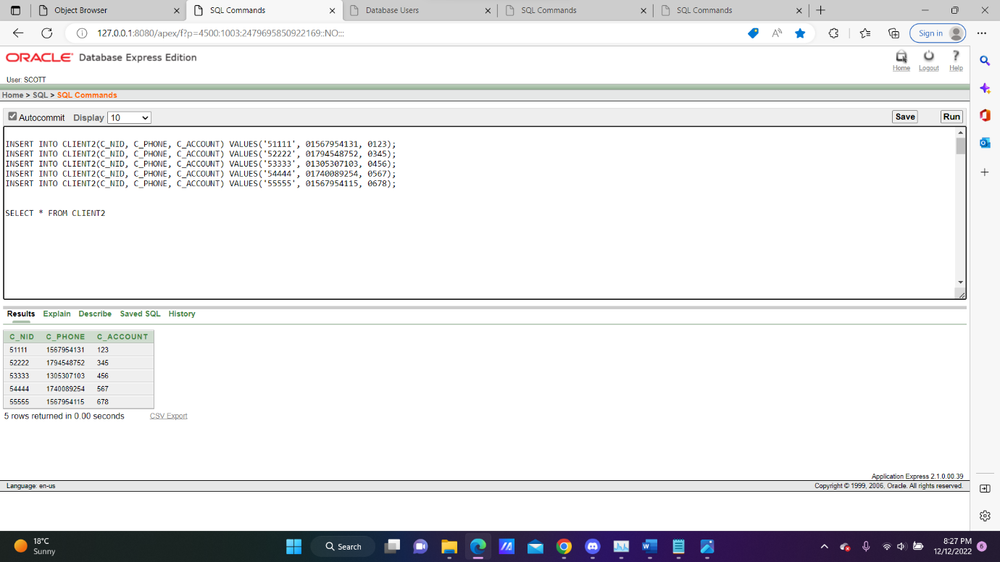 Object Browser
SQL Commands
Database Users
SQL Commands
SQL Commands
127.0.0.1:8080/apex/f?p=4500:1003:2479695850922169::NO:::
Sign in
ORACLE Database Express Edition
Home Logout Help
User: SCOTT
Home > SQL > SQL Commands
Autocommit Display 10 Save Run
INSERT INTO CLIENT2(C_NID, C_PHONE, C_ACCOUNT) VALUES('51111', 01567954131, 0123);
INSERT INTO CLIENT2(C_NID, C_PHONE, C_ACCOUNT) VALUES('52222', 01794548752, 0345);
INSERT INTO CLIENT2(C_NID, C_PHONE, C_ACCOUNT) VALUES('53333', 01305307103, 0456);
INSERT INTO CLIENT2(C_NID, C_PHONE, C_ACCOUNT) VALUES('54444', 01740089254, 0567);
INSERT INTO CLIENT2(C_NID, C_PHONE, C_ACCOUNT) VALUES('55555', 01567954115, 0678);
SELECT * FROM CLIENT2
Results Explain Describe Saved SQL History
C_NID C_PHONE C_ACCOUNT
51111 1567954131 123
52222 1794548752 345
53333 1305307103 456
54444 1740089254 567
55555 1567954115 678
5 rows returned in 0.00 seconds CSV Export
Application Express 2.1.0.00.39
Language: en-us Copyright © 1999, 2006, Oracle. All rights reserved.
18°C
Sunny
Search
8:27 PM
12/12/2022
6